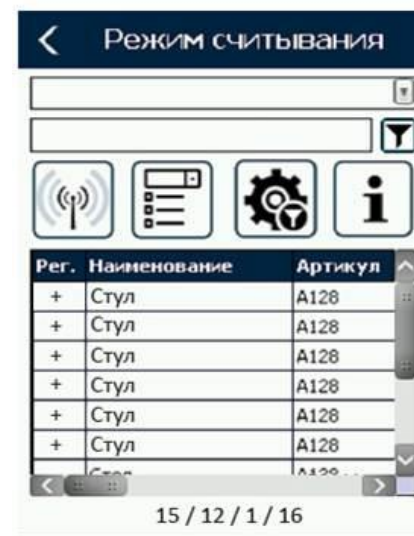 Режим считывания
Рег. Наименование Артикул
+ Стул A128
+ Стул A128
+ Стул A128
+ Стул A128
+ Стул A128
+ Стул A128
15 / 12 / 1 / 16